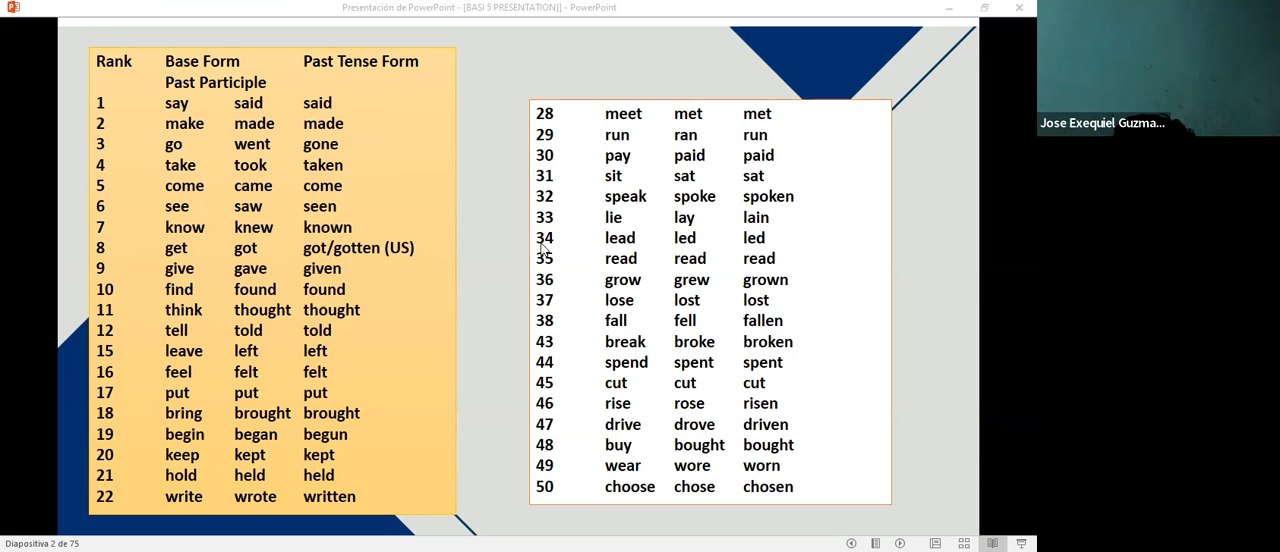 Presentación de PowerPoint - [BASI 5 PRESENTATION)] - PowerPoint
Rank Base Form Past Tense Form
Past Participle
1 say said said
2 make made made
3 go went gone
4 take took taken
5 come came come
6 see saw seen
7 know knew known
8 get got got/gotten (US)
9 give gave given
10 find found found
11 think thought thought
12 tell told told
15 leave left left
16 feel felt felt
17 put put put
18 bring brought brought
19 begin began begun
20 keep kept kept
21 hold held held
22 write wrote written
28 meet met met
29 run ran run
30 pay paid paid
31 sit sat sat
32 speak spoke spoken
33 lie lay lain
34 lead led led
35 read read read
36 grow grew grown
37 lose lost lost
38 fall fell fallen
43 break broke broken
44 spend spent spent
45 cut cut cut
46 rise rose risen
47 drive drove driven
48 buy bought bought
49 wear wore worn
50 choose chose chosen
Jose Exequiel Guzma...
Diapositiva 2 de 75